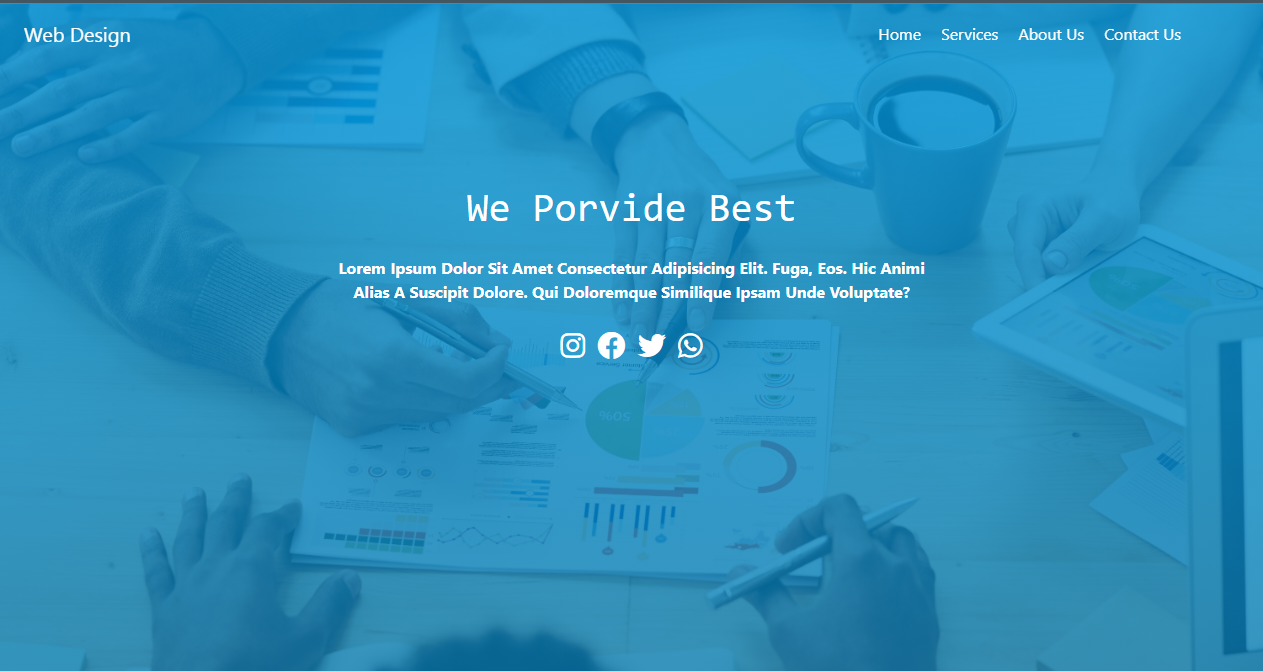 Web Design
Home Services About Us Contact Us
We Porvide Best
Lorem Ipsum Dolor Sit Amet Consectetur Adipisicing Elit. Fuga, Eos. Hic Animi
Alias A Suscipit Dolore. Qui Doloremque Similique Ipsam Unde Voluptate?
50%